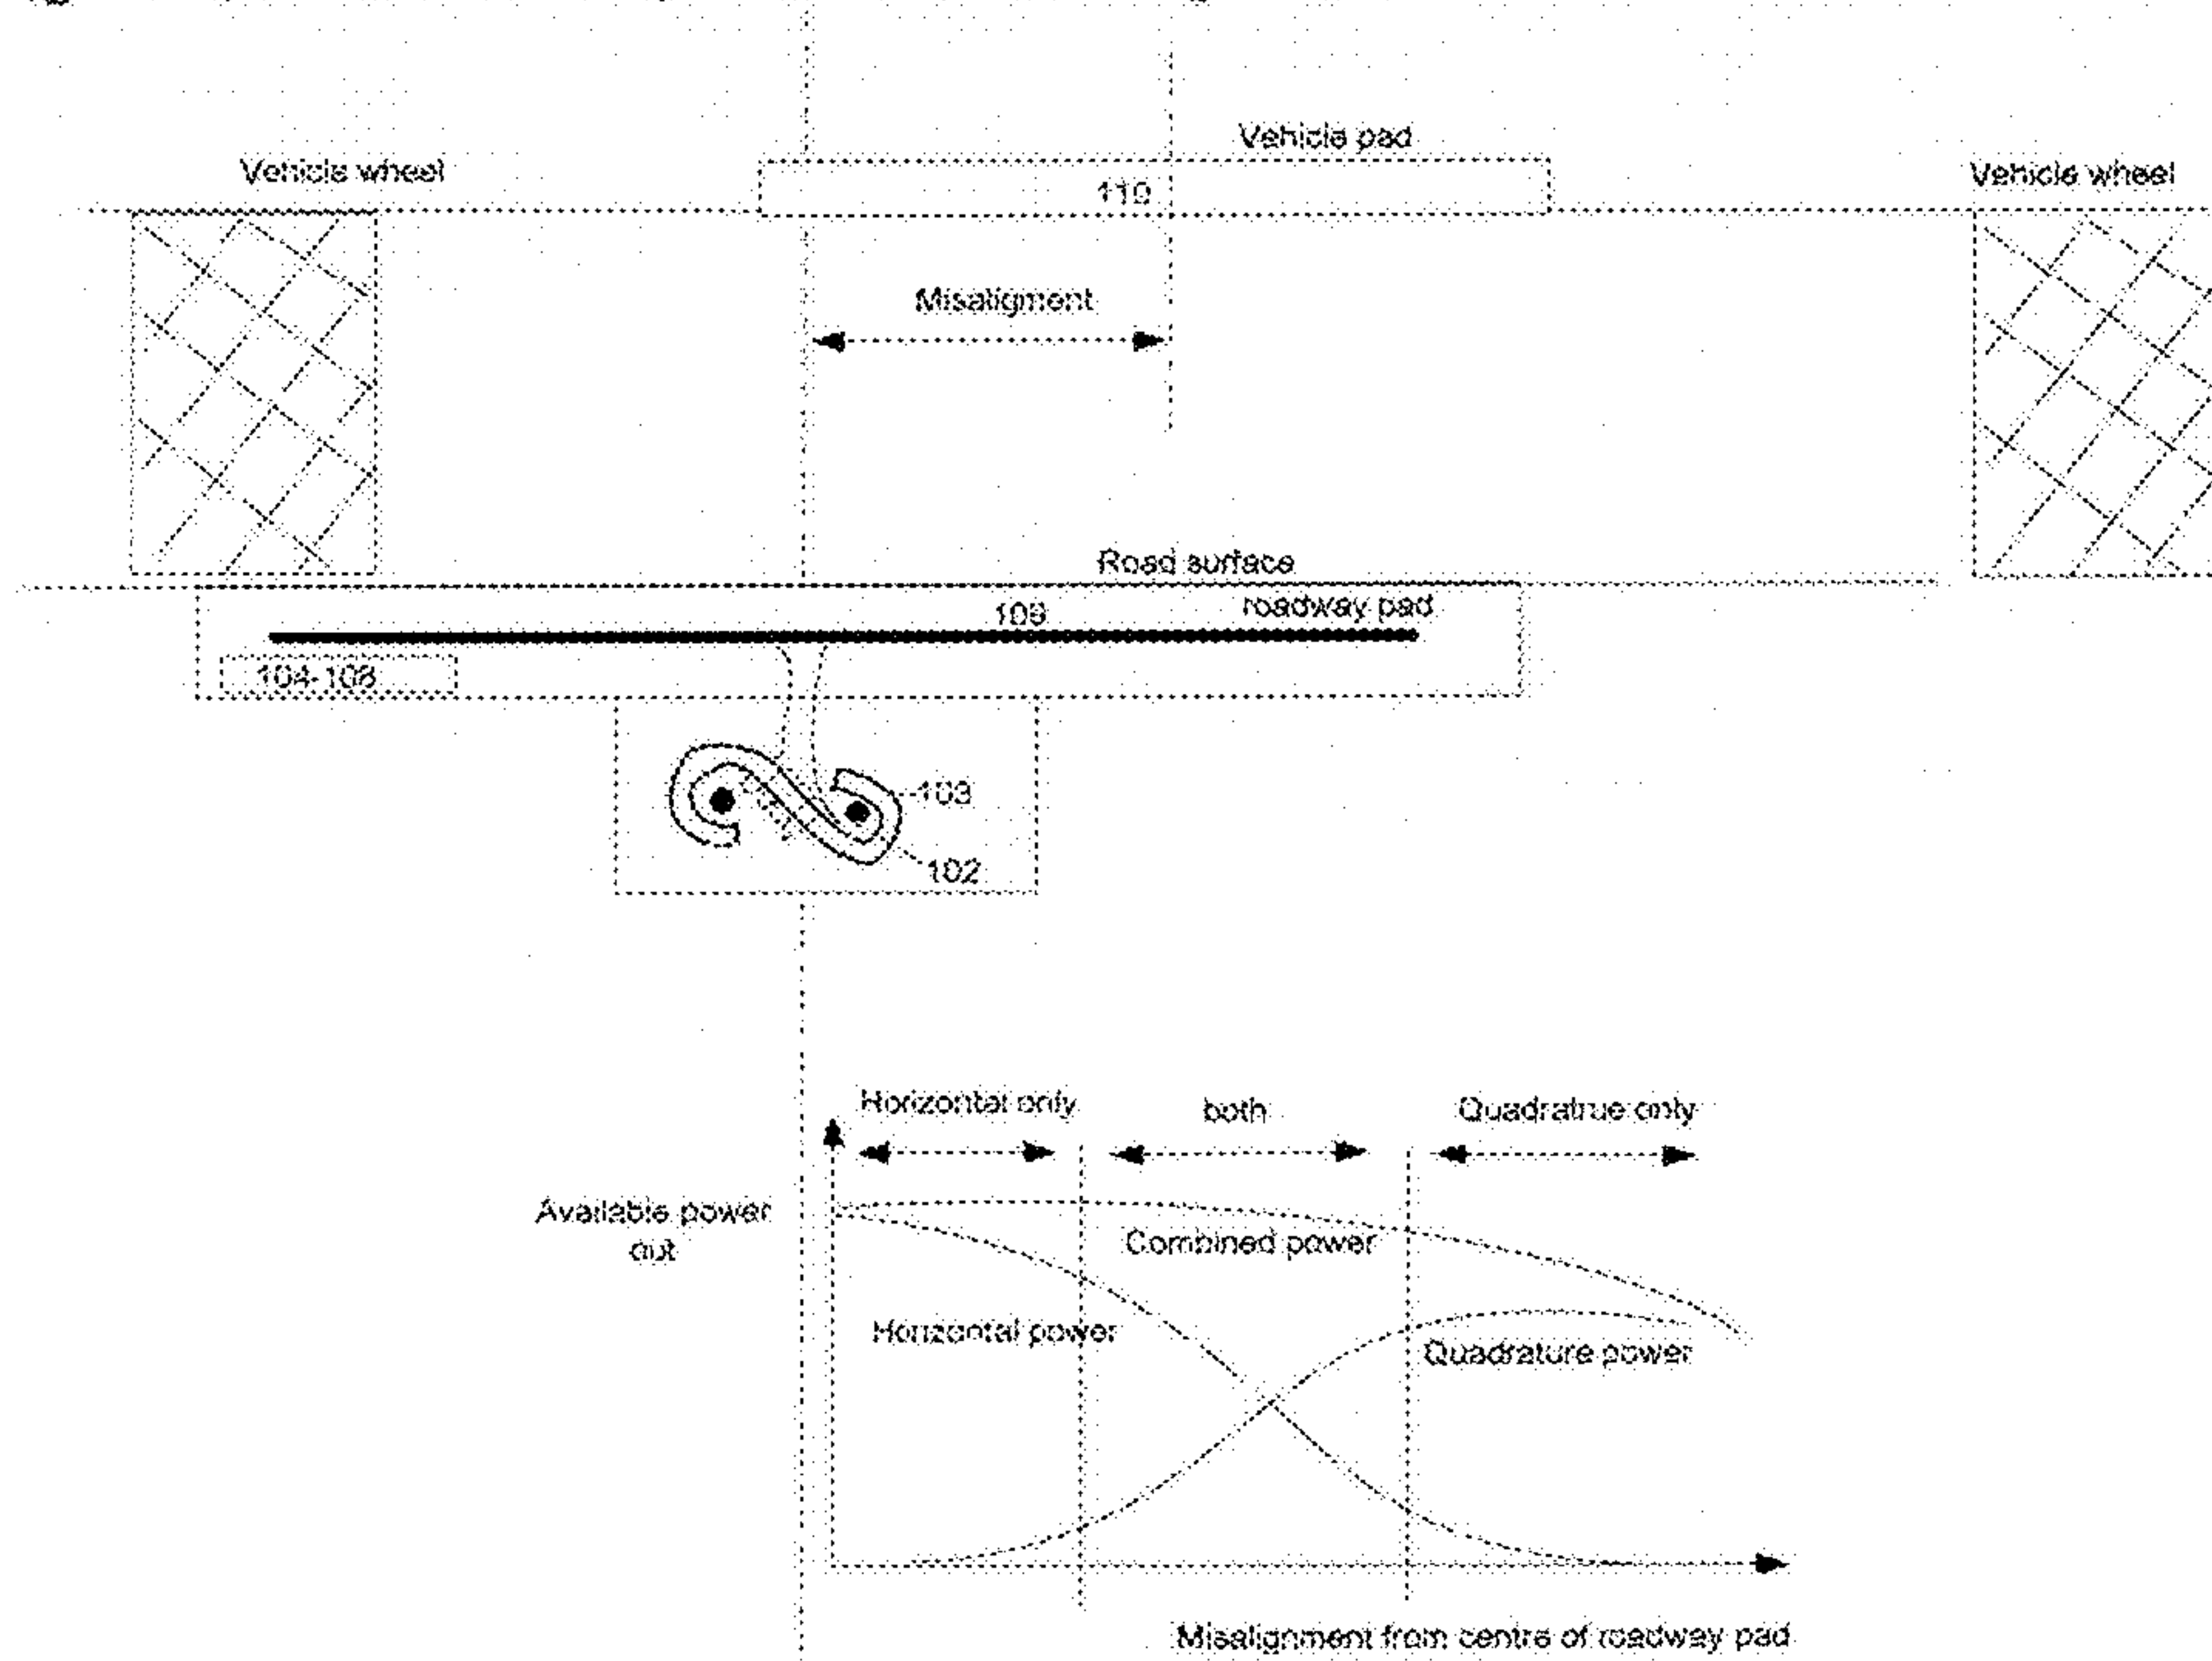 Vehicle pad
Vehicle wheel
Vehicle wheel
110
Misaligment
Road surface
109
roadway pad
104-108
103
102
Horizontal only
both
Quadratrue only
Available power
out
Combined power
Horizontal power
Quadrature power
Misalignment from centre of roadway pad